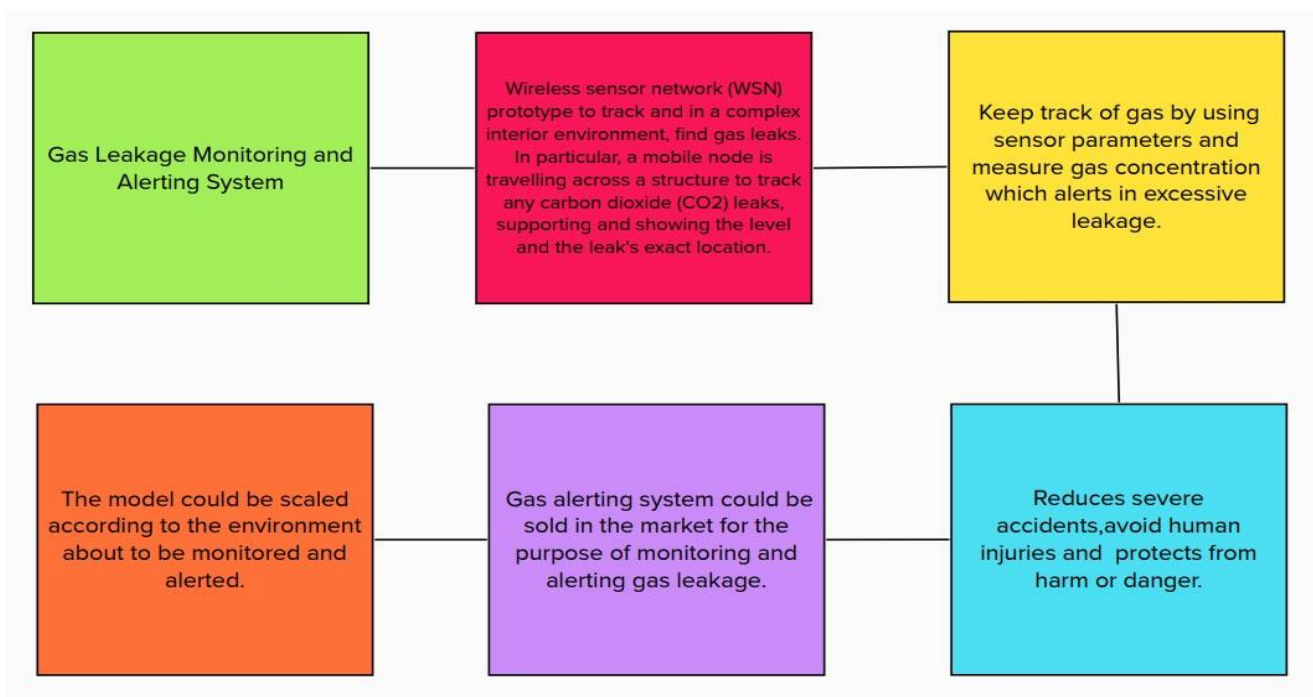 Gas Leakage Monitoring and
Alerting System
Wireless sensor network (WSN)
prototype to track and in a complex
interior environment, find gas leaks.
In particular, a mobile node is
travelling across a structure to track
any carbon dioxide (CO2) leaks,
supporting and showing the level
and the leak's exact location.
Keep track of gas by using
sensor parameters and
measure gas concentration
which alerts in excessive
leakage.
The model could be scaled
according to the environment
about to be monitored and
alerted.
Gas alerting system could be
sold in the market for the
purpose of monitoring and
alerting gas leakage.
Reduces severe
accidents,avoid human
injuries and  protects from
harm or danger.